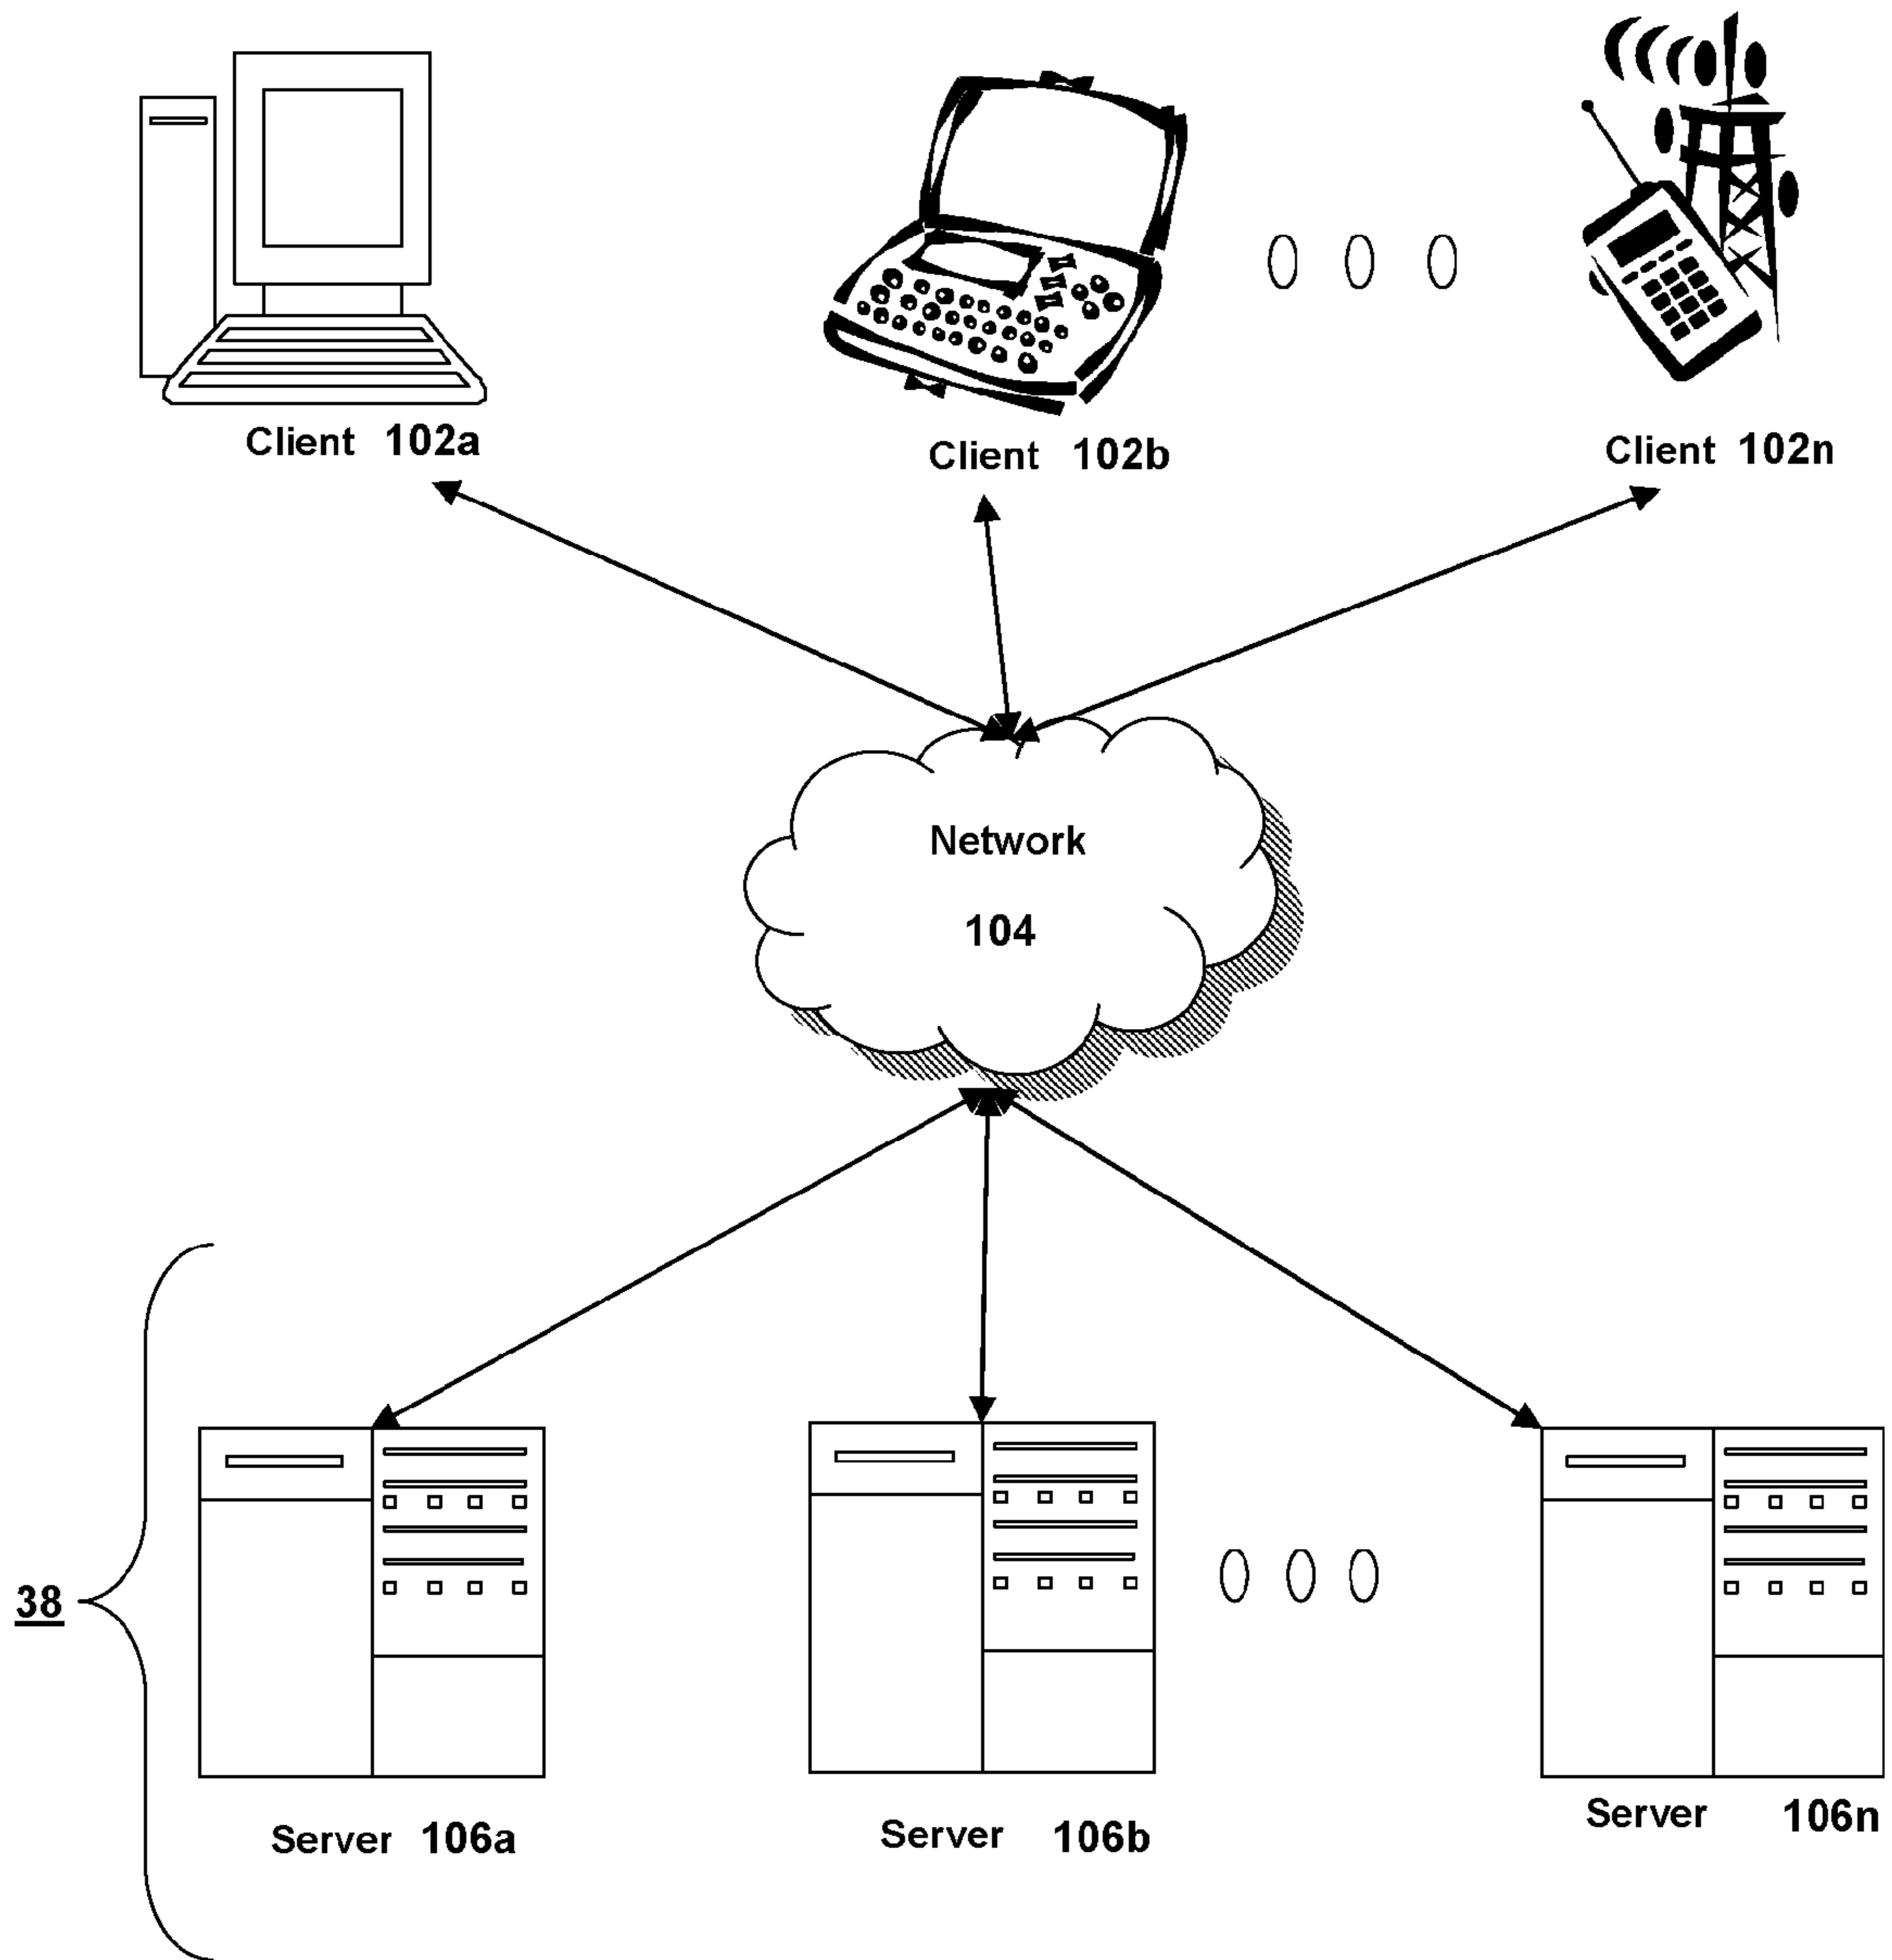 Client 102a
Client 102b
Client 102n
Network
104
38
Server 106a
Server 106b
Server 106n